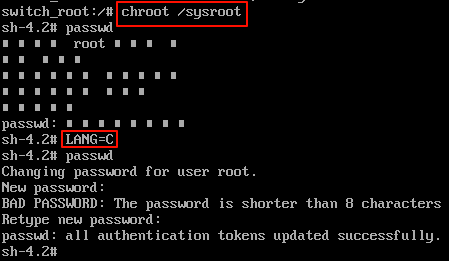 switch_root:/# chroot /sysroot
sh-4.2# passwd
root
passwd:
sh-4.2# LANG=C
sh-4.2# passwd
Changing password for user root.
New password:
BAD PASSWORD: The password is shorter than 8 characters
Retype new password:
passwd: all authentication tokens updated successfully.
sh-4.2#